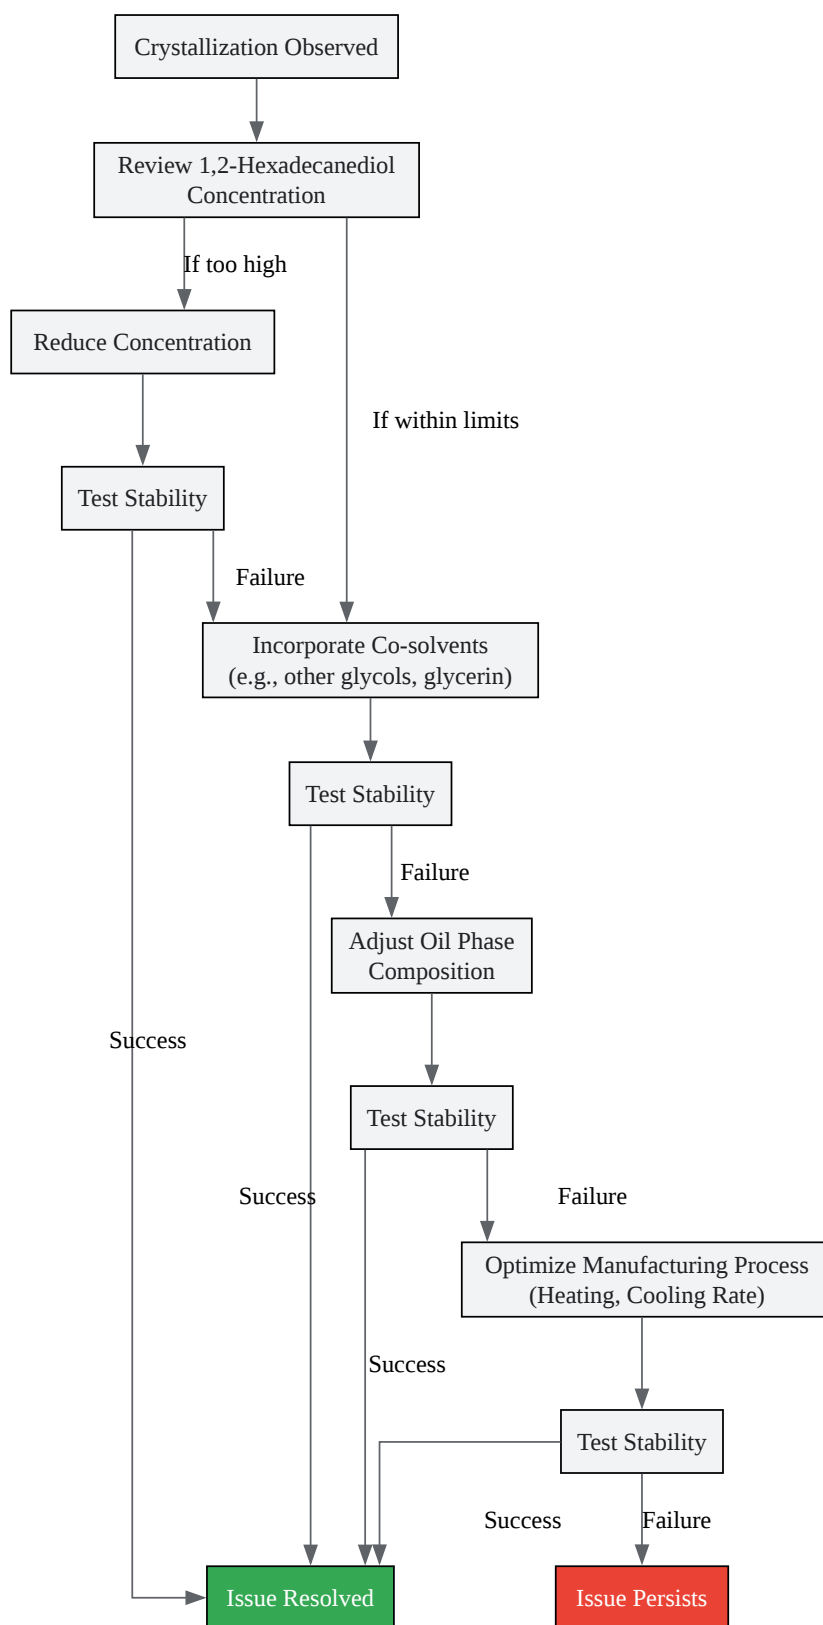 Crystallization Observed
Review 1,2-Hexadecanediol
Concentration
If too high
Reduce Concentration
If within limits
Test Stability
Failure
Incorporate Co-solvents
(e.g., other glycols, glycerin)
Test Stability
Failure
Adjust Oil Phase
Composition
Success
Test Stability
Success
Failure
Optimize Manufacturing Process
(Heating, Cooling Rate)
Success
Test Stability
Success
Failure
Issue Resolved
Issue Persists